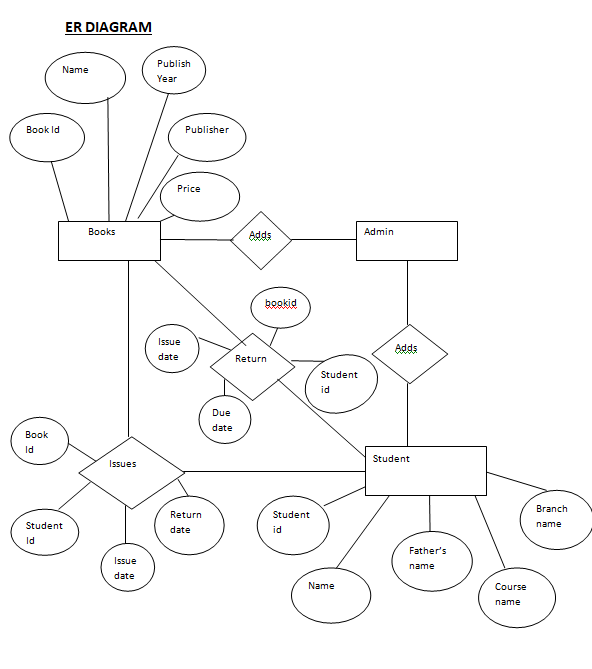 ER DIAGRAM
Name
Publish
Year
Book Id
Publisher
Price
Books
Adds
Admin
bookid
Issue
date
Return
Adds
Student
id
Due
date
Book
Id
Issues
Student
Student
Id
Return
date
Issue
date
Student
id
Name
Father's
name
Course
name
Branch
name